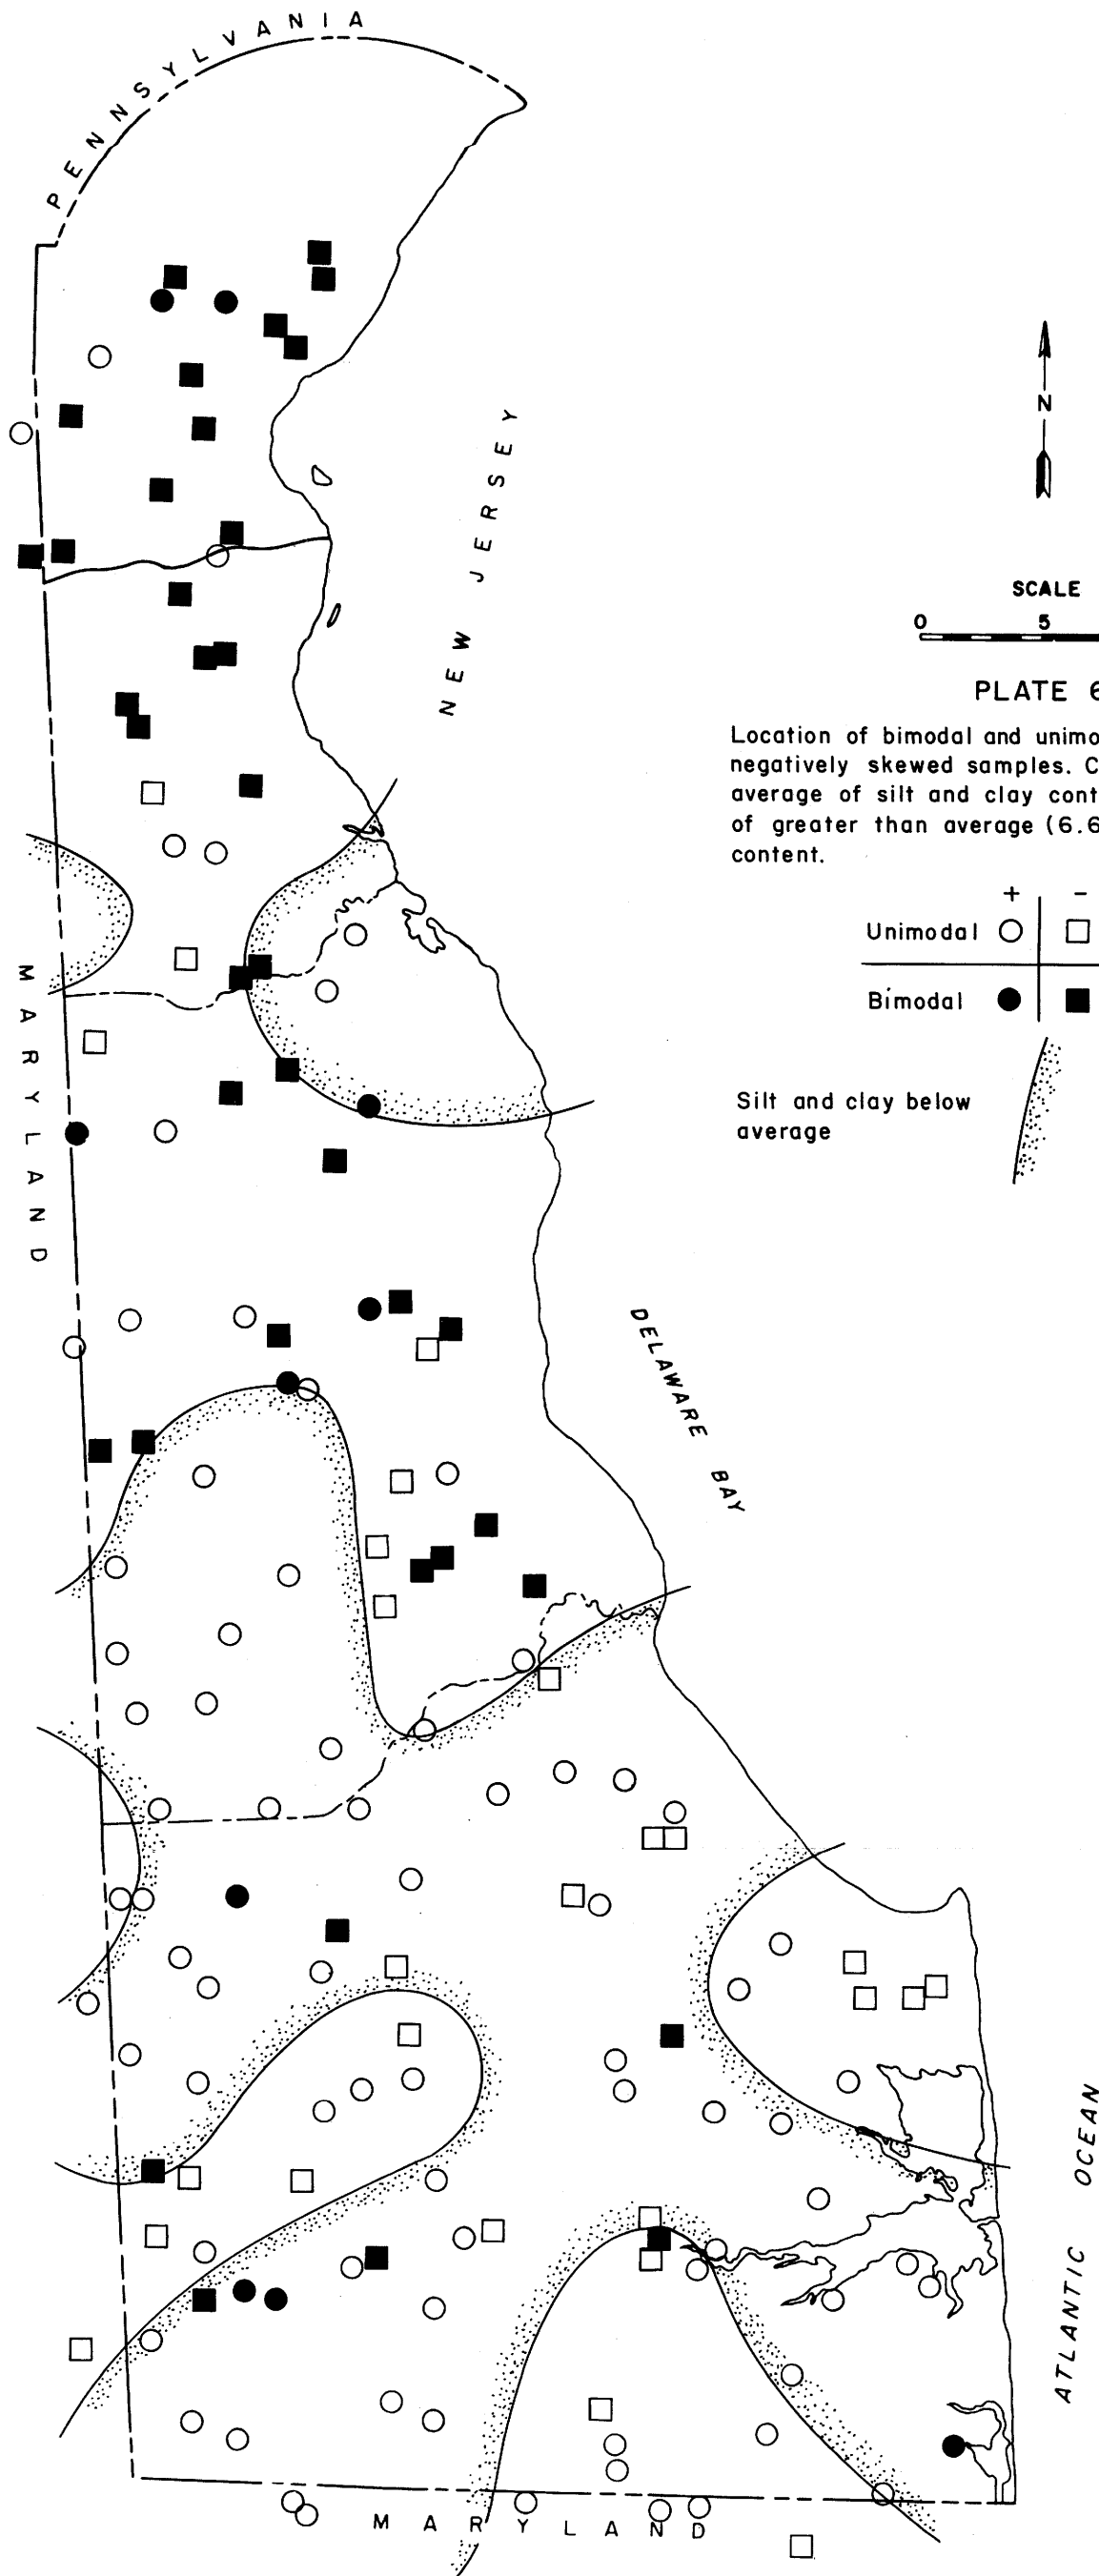 PENNSYLVANIA
NEW JERSEY
N
SCALE
0 5
PLATE 6
Location of bimodal and unimo
negatively skewed samples. C
average of silt and clay cont
of greater than average (6.6
content.
+ -
Unimodal
Bimodal
Silt and clay below
average
MARYLAND
DELAWARE BAY
ATLANTIC OCEAN
MARYLAND